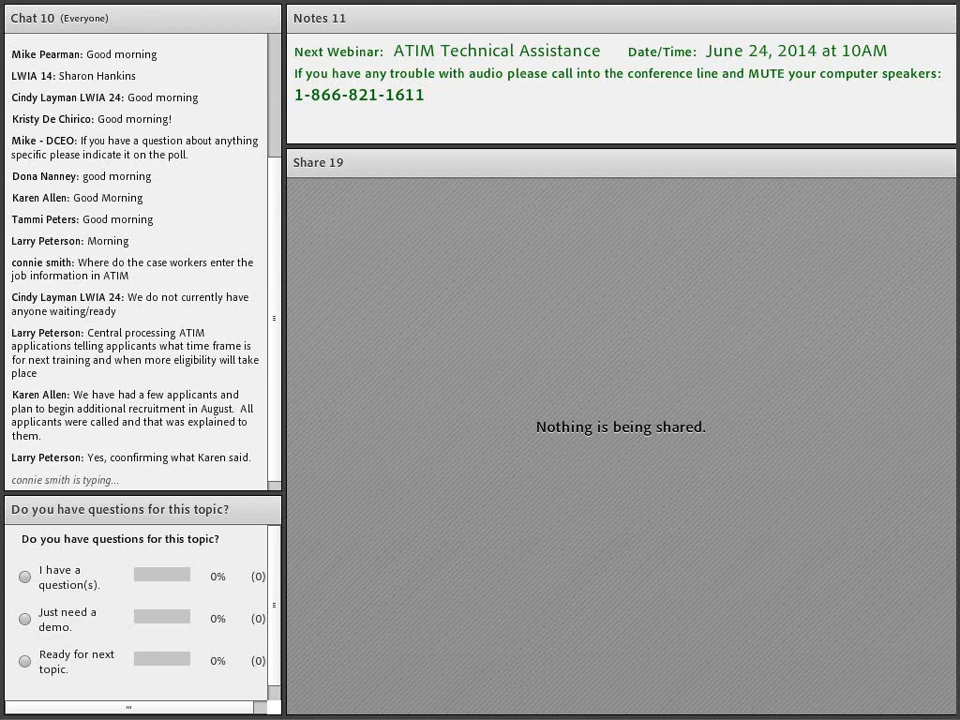 Chat 10 (Everyone)
Mike Pearman: Good morning
LWIA 14: Sharon Hankins
Cindy Layman LWIA 24: Good morning
Kristy De Chirico: Good morning!
Mike - DCEO: If you have a question about anything
specific please indicate it on the poll.
Dona Nanney: good morning
Karen Allen: Good Morning
Tammi Peters: Good morning
Larry Peterson: Morning
connie smith: Where do the case workers enter the
job information in ATIM
Cindy Layman LWIA 24: We do not currently have
anyone waiting/ready
Larry Peterson: Central processing ATIM
applications telling applicants what time frame is
for next training and when more eligibility will take
place
Karen Allen: We have had a few applicants and
plan to begin additional recruitment in August. All
applicants were called and that was explained to
them.
Larry Peterson: Yes, coonfirming what Karen said.
connie smith is typing...
Do you have questions for this topic?
Do you have questions for this topic?
I have a
question(s).
0% (0)
Just need a
demo.
0% (0)
Ready for next
topic.
0% (0)
Notes 11
Next Webinar: ATIM Technical Assistance Date/Time: June 24, 2014 at 10AM
If you have any trouble with audio please call into the conference line and MUTE your computer speakers:
1-866-821-1611
Share 19
Nothing is being shared.